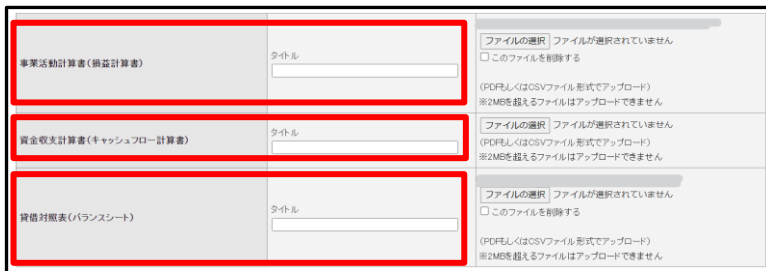 事業活動計算書(損益計算書)
タイトル
ファイルの選択 ファイルが選択されていません
このファイルを削除する
(PDFもしくはCSVファイル形式でアップロード)
※2MBを超えるファイルはアップロードできません
資金収支計算書(キャッシュフロー計算書)
タイトル
ファイルの選択 ファイルが選択されていません
(PDFもしくはCSVファイル形式でアップロード)
※2MBを超えるファイルはアップロードできません
貸借対照表(バランスシート)
タイトル
ファイルの選択 ファイルが選択されていません
このファイルを削除する
(PDFもしくはCSVファイル形式でアップロード)
※2MBを超えるファイルはアップロードできません